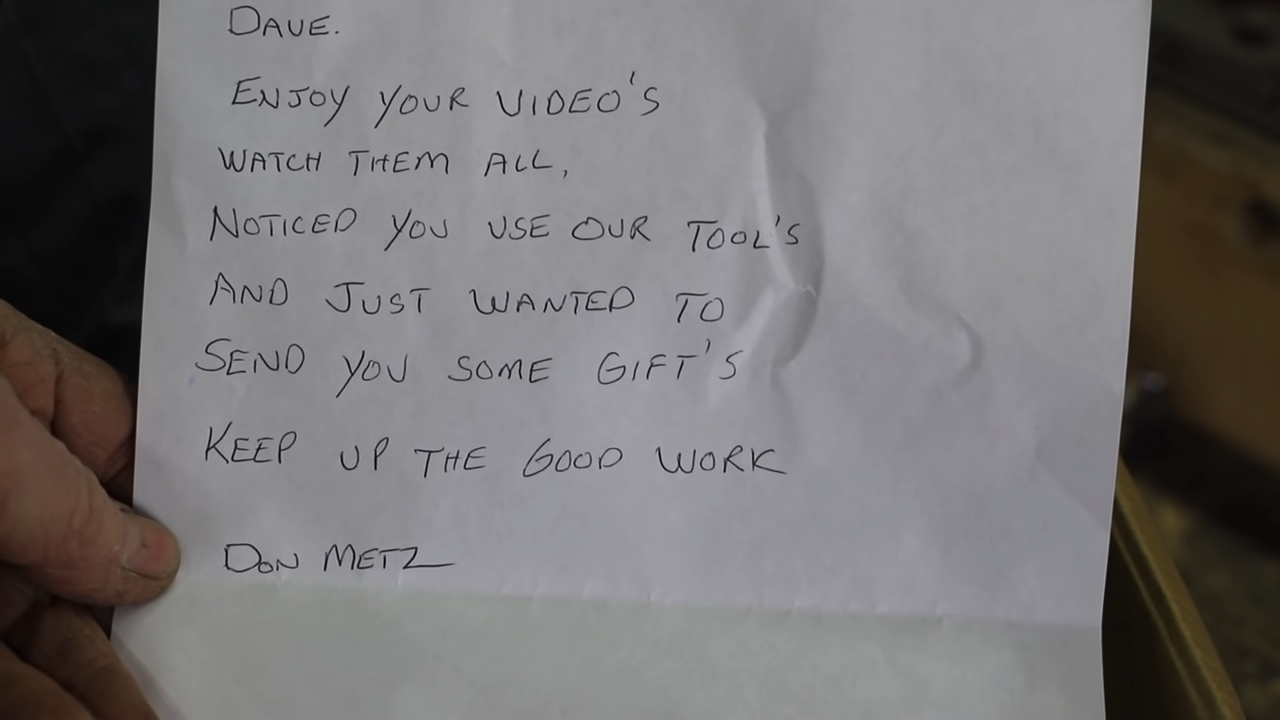 DAVE.
ENJOY YOUR VIDEO'S
WATCH THEM ALL,
NOTICED YOU USE OUR TOOL'S
AND JUST WANTED TO
SEND YOU SOME GIFT'S
KEEP UP THE GOOD WORK
DON METZ